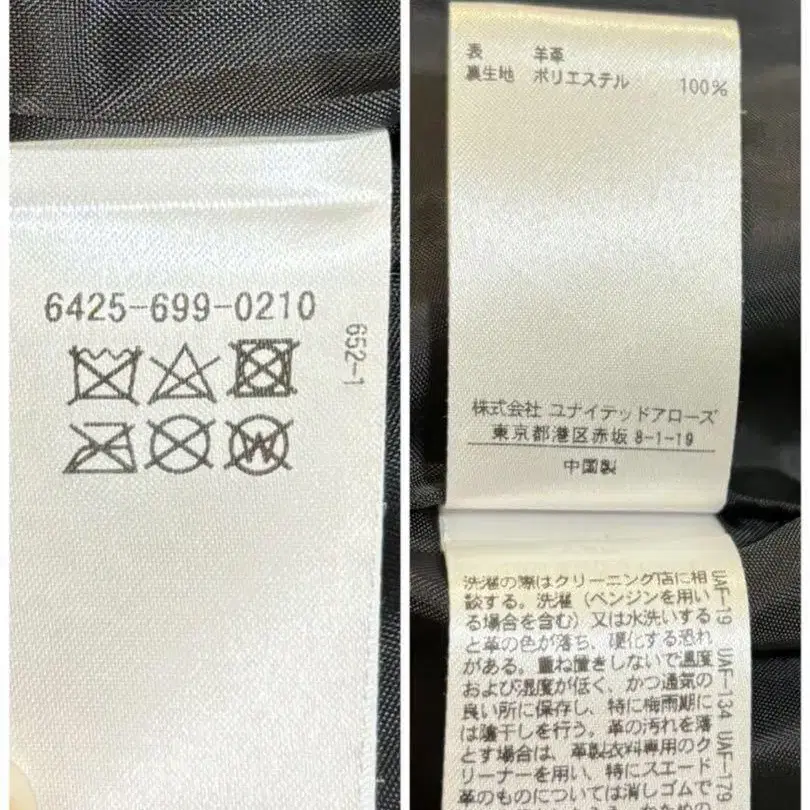 6425-699-0210
652-1
W
表 羊革
裏生地 ポリエステル 100%
株式会社 ユナイテッドアローズ
東京都港区赤坂 8-1-19
中国製
洗濯の際はクリーニング店に相
談する。洗濯(ベンジンを用い
る場合を含む)又は水洗いする
と革の色が落ち、硬化する恐れ
がある。重ね置きしないで温度
および湿度が低く、かつ通気の
良い所に保存し、特に梅雨期に
は陰干しを行う。革の汚れを落
とす場合は、革製衣料専用のク
リーナーを用い、特にスエード
革のものについては消しゴムで
UAF-19 UAF-134 UAF-179